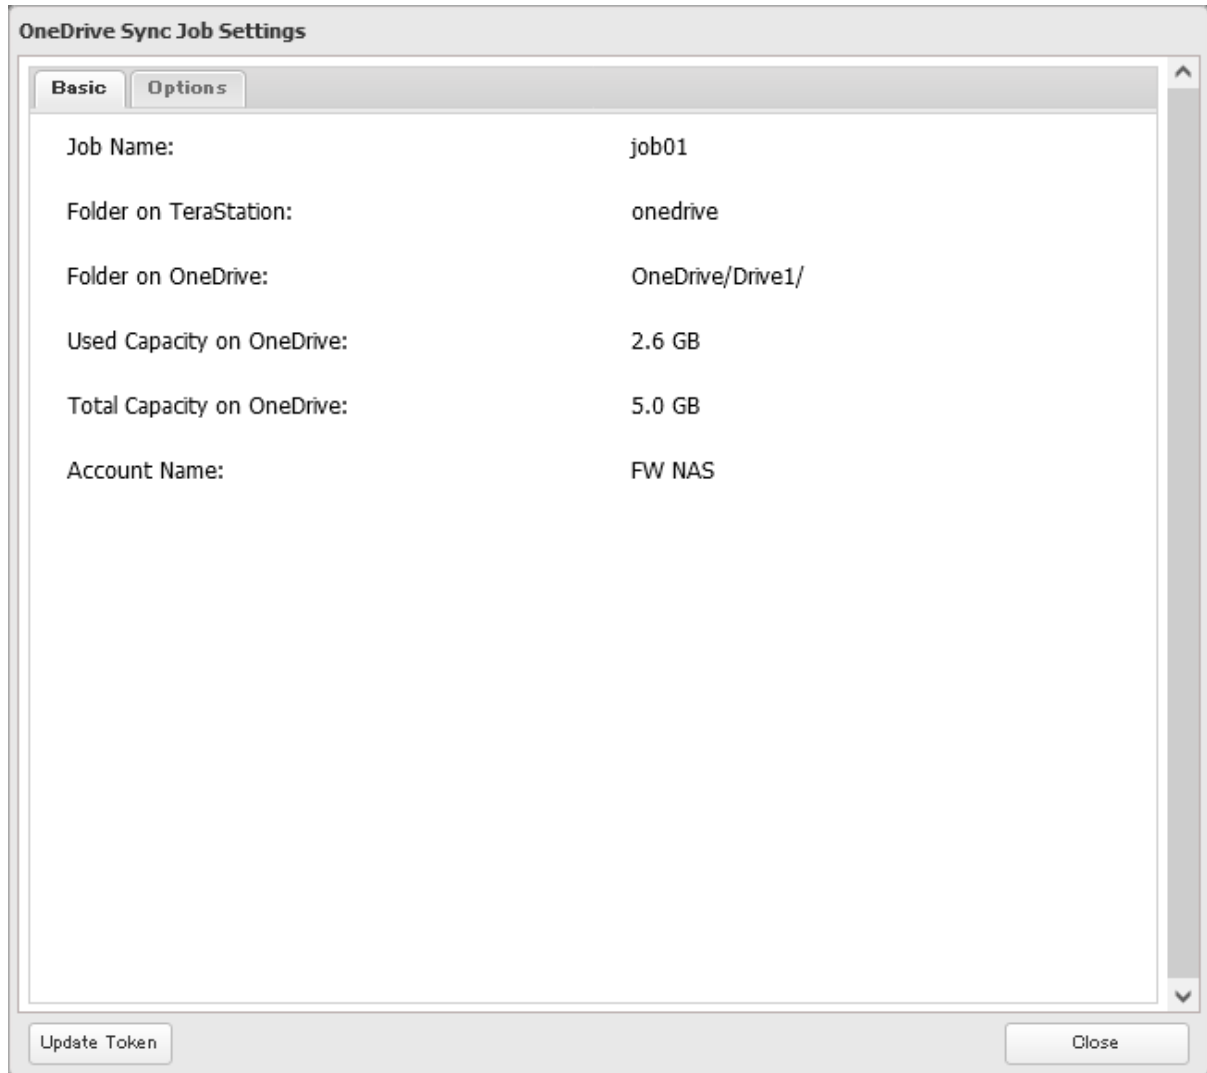 OneDrive Sync Job Settings
Basic Options
Job Name: job01
Folder on TeraStation: onedrive
Folder on OneDrive: OneDrive/Drive1/
Used Capacity on OneDrive: 2.6 GB
Total Capacity on OneDrive: 5.0 GB
Account Name: FW NAS
Update Token Close